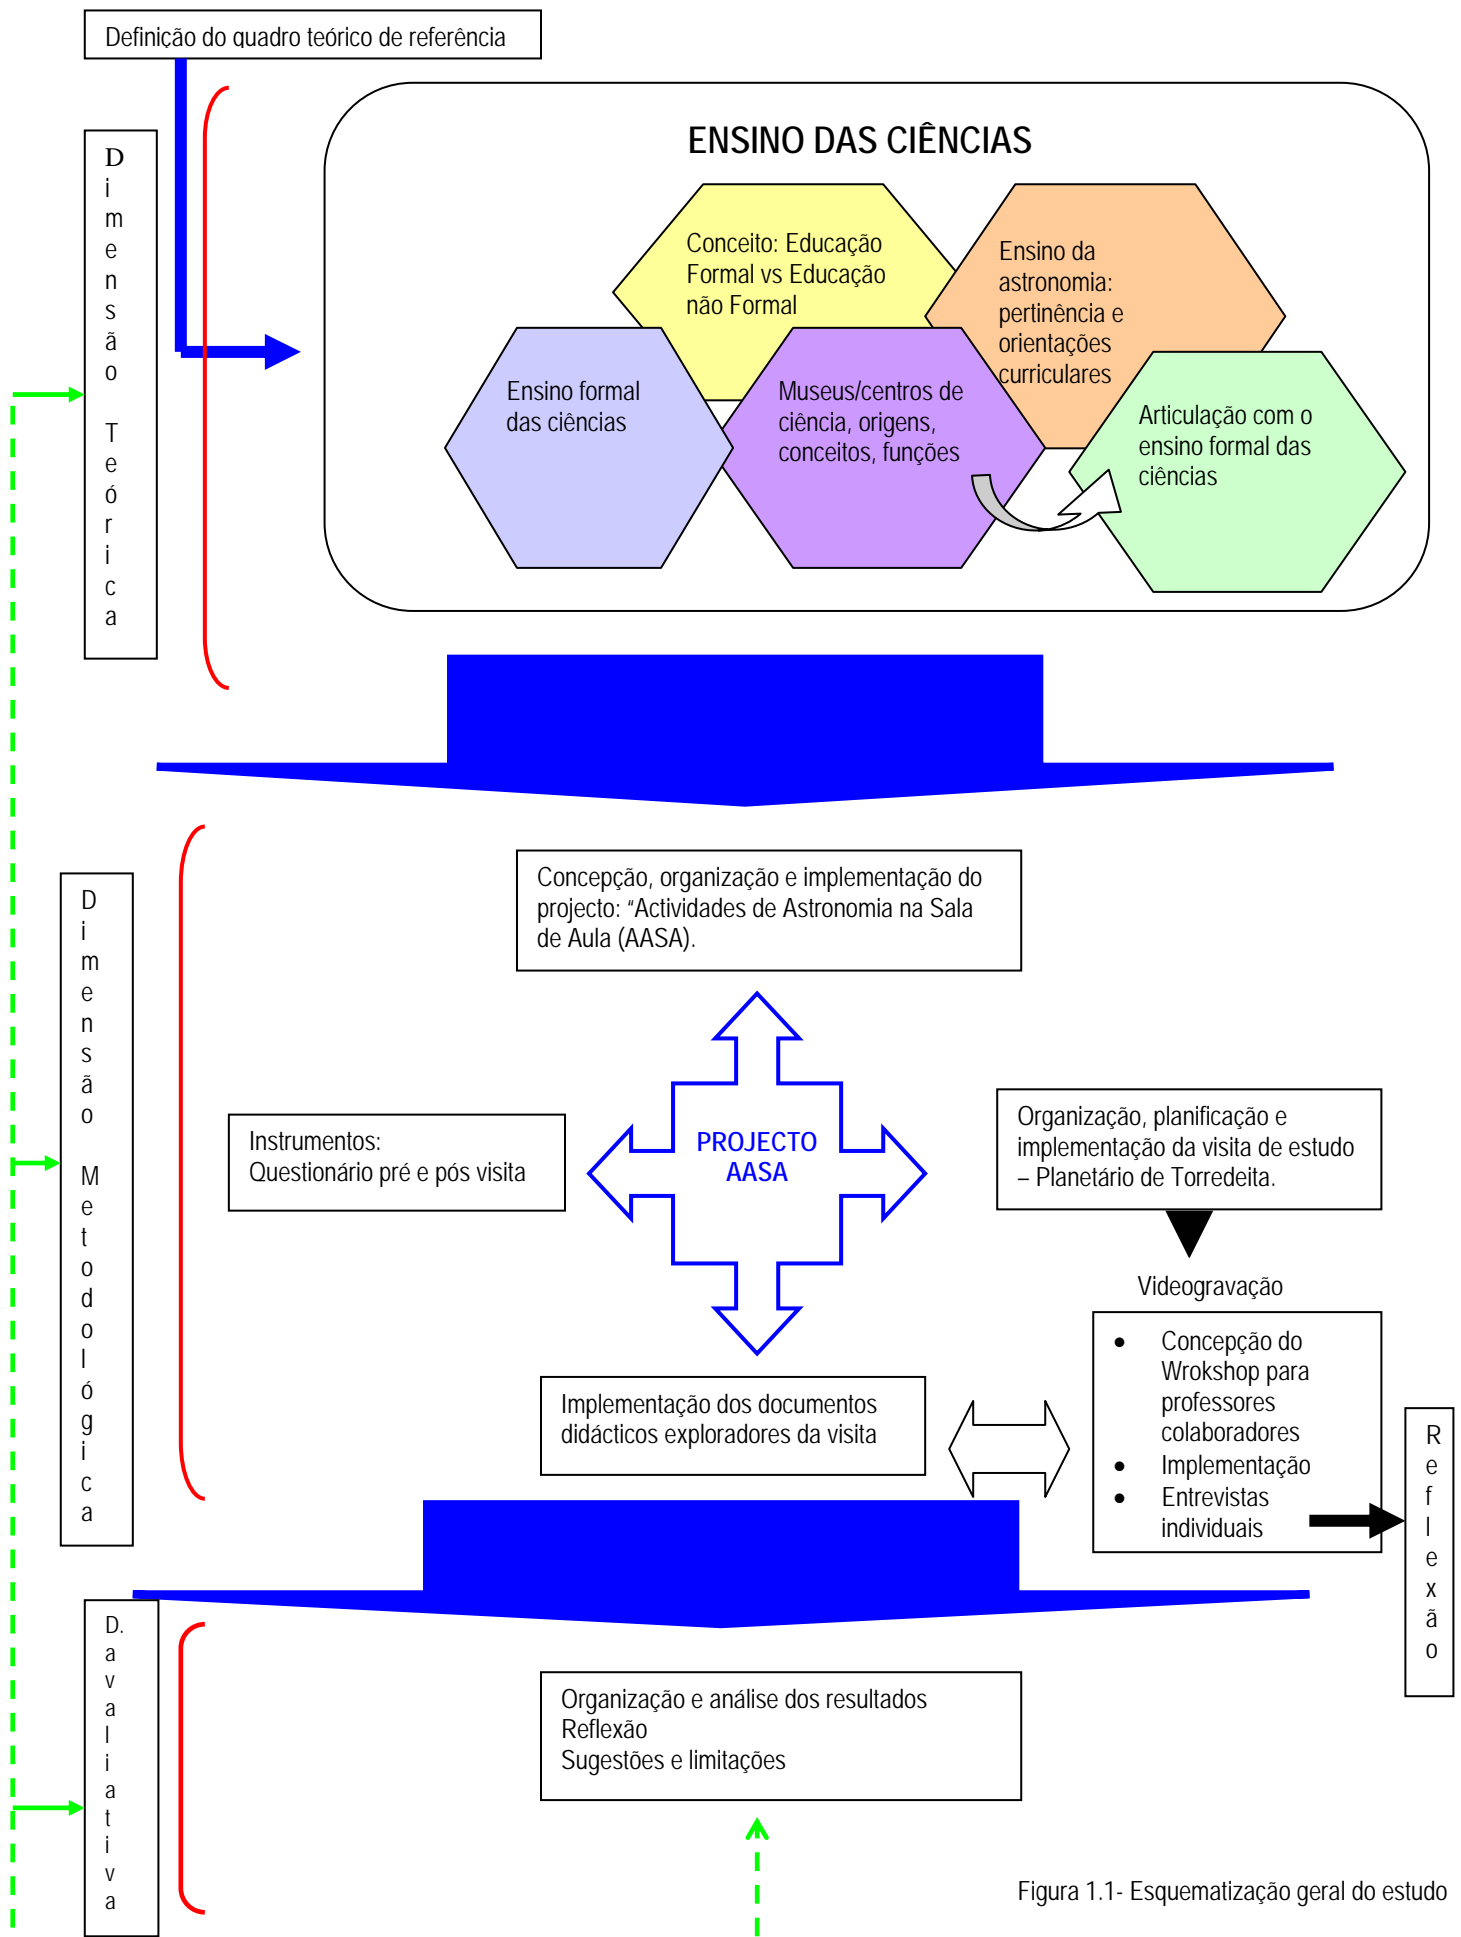 Definição do quadro teórico de referência
Dimensão Teórica
ENSINO DAS CIÊNCIAS
Conceito: Educação
Formal vs Educação
não Formal
Ensino da
astronomia:
pertinência e
orientações
curriculares
Ensino formal
das ciências
Museus/centros de
ciência, origens,
conceitos, funções
Articulação com o
ensino formal das
ciências
Dimensão Metodológica
Concepção, organização e implementação do
projecto: “Actividades de Astronomia na Sala
de Aula (AASA).
Instrumentos:
Questionário pré e pós visita
PROJECTO
AASA
Organização, planificação e
implementação da visita de estudo
– Planetário de Torredeita.
Videogravação
• Concepção do
Wrokshop para
professores
colaboradores
• Implementação
• Entrevistas
individuais
Implementação dos documentos
didácticos exploradores da visita
Reflexão
D. avaliativa
Organização e análise dos resultados
Reflexão
Sugestões e limitações
Figura 1.1- Esquematização geral do estudo